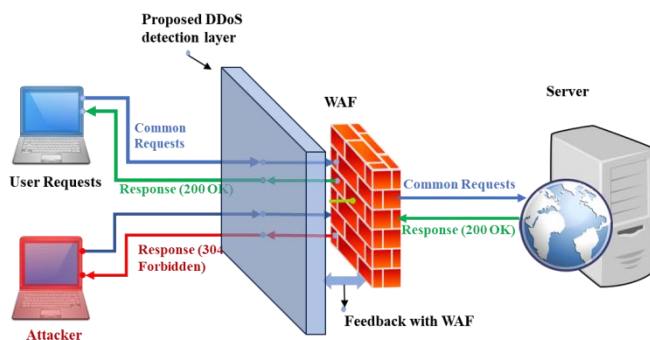 Proposed DDoS
detection layer
WAF
Server
Common
Requests
User Requests
Response (200 OK)
Common Requests
Response (200 OK)
Response (304
Forbidden)
Attacker
Feedback with WAF